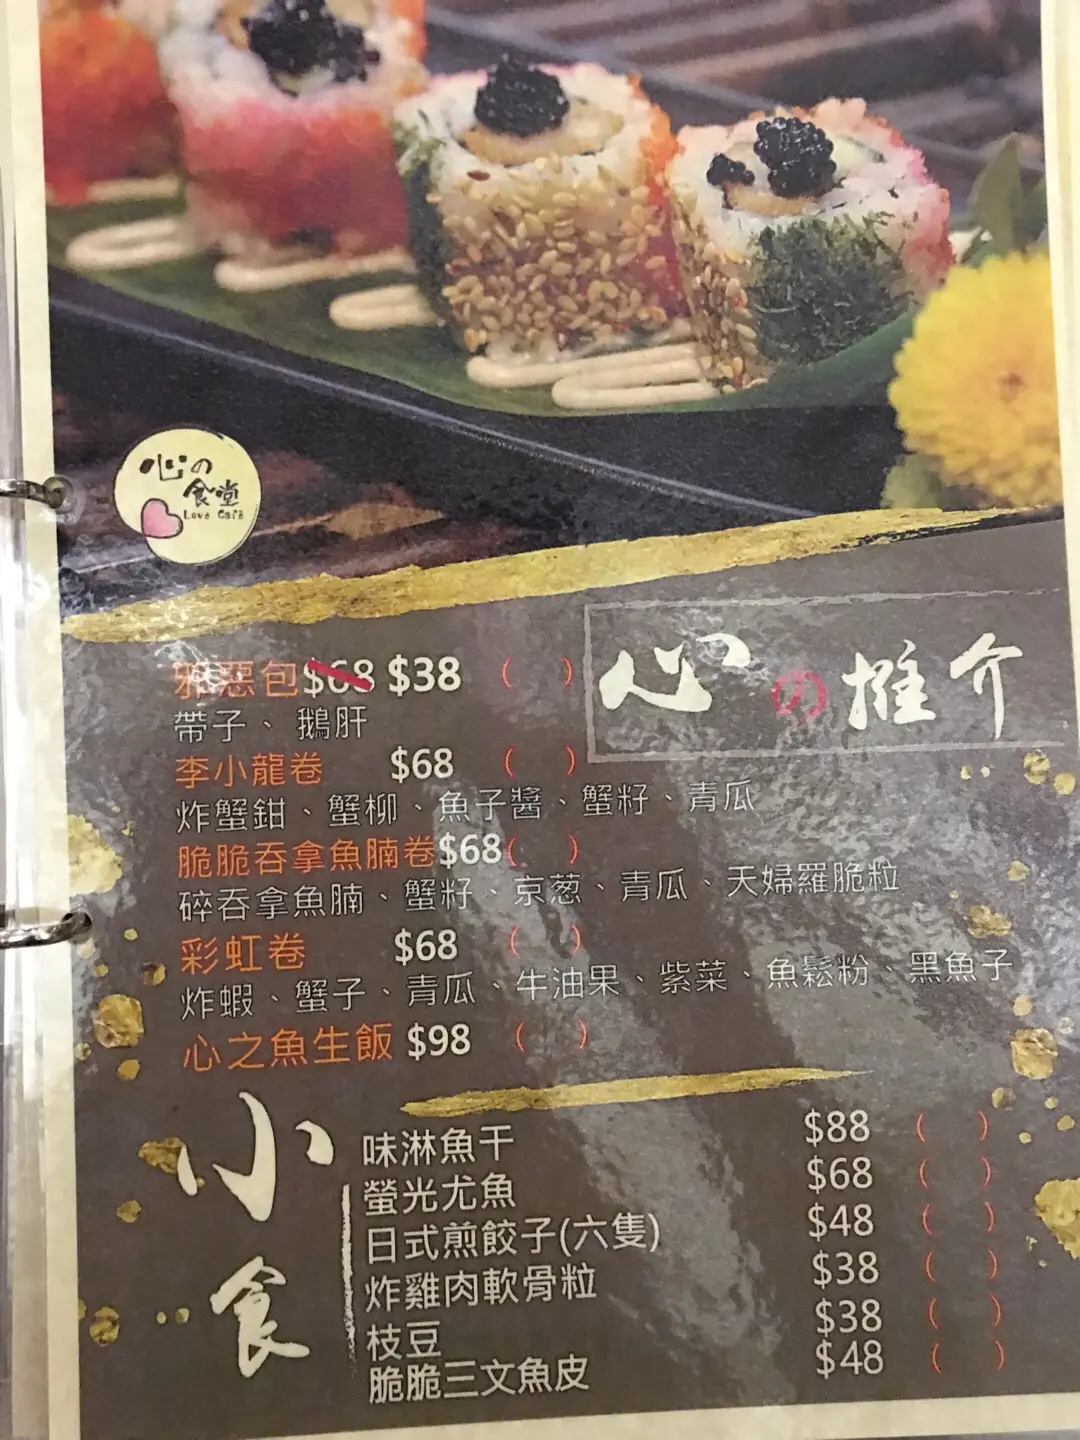 心の
食堂
Love Café
心の推介
邪惡包$68 $38 ( )
帶子、鵝肝
李小龍卷 $68 ( )
炸蟹鉗、蟹柳、魚子醬、蟹籽、青瓜
脆脆吞拿魚腩卷$68( )
碎吞拿魚腩、蟹籽、京葱、青瓜、天婦羅脆粒
彩虹卷 $68 ( )
炸蝦、蟹子、青瓜、牛油果、紫菜、魚鬆粉、黑魚子
心之魚生飯 $98 ( )
小食
味淋魚干 $88 ( )
螢光尤魚 $68 ( )
日式煎餃子(六隻) $48 ( )
炸雞肉軟骨粒 $38 ( )
枝豆 $38 ( )
脆脆三文魚皮 $48 ( )